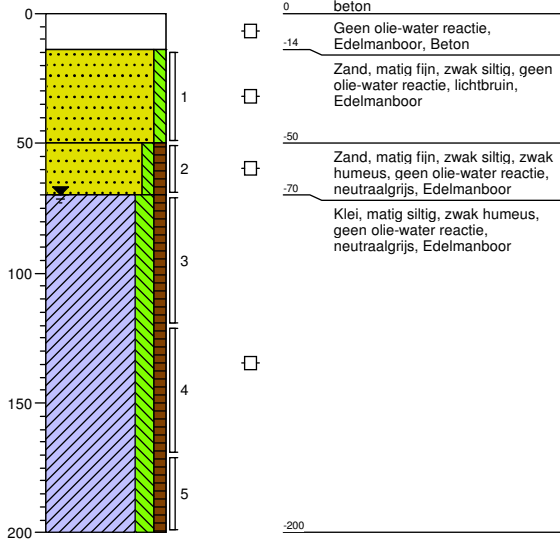 0
50
100
150
200
1
2
3
4
5
0
beton
Geen olie-water reactie,
Edelmanboor, Beton
-14
Zand, matig fijn, zwak siltig, geen
olie-water reactie, lichtbruin,
Edelmanboor
-50
Zand, matig fijn, zwak siltig, zwak
humeus, geen olie-water reactie,
neutraalgrijs, Edelmanboor
-70
Klei, matig siltig, zwak humeus,
geen olie-water reactie,
neutraalgrijs, Edelmanboor
-200